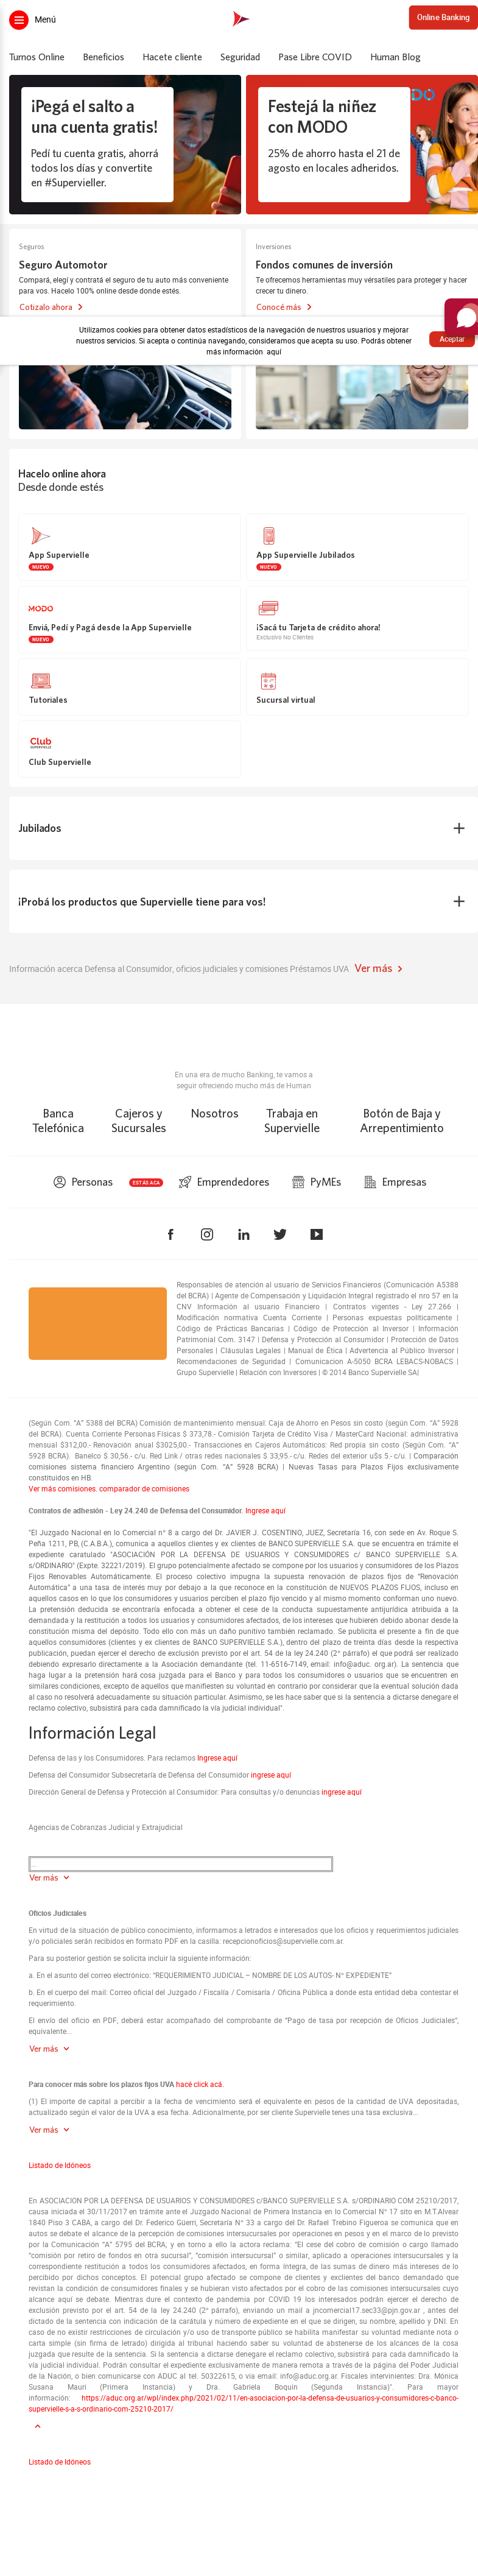 Menú
Online Banking
Turnos Online
Beneficios
Hacete cliente
Seguridad
Pase Libre COVID
Human Blog
¡Pegá el salto a
una cuenta gratis!
Pedí tu cuenta gratis, ahorrá
todos los días y convertite
en #Supervieller.
Festejá la niñez
con MODO
25% de ahorro hasta el 21 de
agosto en locales adheridos.
Seguros
Seguro Automotor
Compará, elegí y contratá el seguro de tu auto más conveniente
para vos. Hacelo 100% online desde donde estés.
Cotizalo ahora
Inversiones
Fondos comunes de inversión
Te ofrecemos herramientas muy versátiles para proteger y hacer
crecer tu dinero.
Conocé más
Utilizamos cookies para obtener datos estadísticos de la navegación de nuestros usuarios y mejorar
nuestros servicios. Si acepta o continúa navegando, consideramos que acepta su uso. Podrás obtener
más información aquí
Aceptar
Hacelo online ahora
Desde donde estés
App Supervielle
NUEVO
App Supervielle Jubilados
NUEVO
MODO
Enviá, Pedí y Pagá desde la App Supervielle
NUEVO
¡Sacá tu Tarjeta de crédito ahora!
Exclusivo No Clientes
Tutoriales
Sucursal virtual
Club
SUPERVIELLE
Club Supervielle
Jubilados
¡Probá los productos que Supervielle tiene para vos!
Información acerca Defensa al Consumidor, oficios judiciales y comisiones Préstamos UVA Ver más
En una era de mucho Banking, te vamos a
seguir ofreciendo mucho más de Human
Banca
Telefónica
Cajeros y
Sucursales
Nosotros
Trabaja en
Supervielle
Botón de Baja y
Arrepentimiento
Personas
ESTÁS ACÁ
Emprendedores
PyMEs
Empresas
Responsables de atención al usuario de Servicios Financieros (Comunicación A5388
del BCRA) | Agente de Compensación y Liquidación Integral registrado el nro 57 en la
CNV Información al usuario Financiero | Contratos vigentes - Ley 27.266 |
Modificación normativa Cuenta Corriente | Personas expuestas políticamente |
Código de Prácticas Bancarias | Código de Protección al Inversor | Información
Patrimonial Com. 3147 | Defensa y Protección al Consumidor | Protección de Datos
Personales | Cláusulas Legales | Manual de Ética | Advertencia al Público Inversor |
Recomendaciones de Seguridad | Comunicacion A-5050 BCRA LEBACS-NOBACS |
Grupo Supervielle | Relación con Inversores | © 2014 Banco Supervielle SA|
(Según Com. "A" 5388 del BCRA) Comisión de mantenimiento mensual: Caja de Ahorro en Pesos sin costo (según Com. "A" 5928
del BCRA). Cuenta Corriente Personas Físicas $ 373,78.- Comisión Tarjeta de Crédito Visa / MasterCard Nacional: administrativa
mensual $312,00.- Renovación anual $3025,00.- Transacciones en Cajeros Automáticos: Red propia sin costo (Según Com. "A"
5928 BCRA). Banelco $ 30,56.- c/u. Red Link / otras redes nacionales $ 33,95.- c/u. Redes del exterior u$s 5.- c/u. | Comparación
comisiones sistema financiero Argentino (según Com. "A" 5928 BCRA) | Nuevas Tasas para Plazos Fijos exclusivamente
constituidos en HB.
Ver más comisiones. comparador de comisiones.
Contratos de adhesión - Ley 24.240 de Defensa del Consumidor. Ingrese aquí
"El Juzgado Nacional en lo Comercial n° 8 a cargo del Dr. JAVIER J. COSENTINO, JUEZ, Secretaría 16, con sede en Av. Roque S.
Peña 1211, PB, (C.A.B.A.), comunica a aquellos clientes y ex clientes de BANCO SUPERVIELLE S.A. que se encuentran en trámite el
expediente caratulado "ASOCIACIÓN POR LA DEFENSA DE USUARIOS Y CONSUMIDORES c/ BANCO SUPERVIELLE S.A.
s/ORDINARIO" (Expte. 32221/2019). El grupo potencialmente afectado se compone por los usuarios y consumidores de los Plazos
Fijos Renovables Automáticamente. El proceso colectivo impugna la supuesta renovación de plazos fijos de "Renovación
Automática" a una tasa de interés muy por debajo a la que reconoce en la constitución de NUEVOS PLAZOS FIJOS, incluso en
aquellos casos en lo que los consumidores y usuarios perciben el plazo fijo vencido y al mismo momento conforman uno nuevo.
La pretensión deducida se encontraría enfocada a obtener el cese de la conducta supuestamente antijurídica atribuida a la
demandada y la restitución a todos los usuarios y consumidores afectados, de los intereses que hubieren debido abonar desde la
constitución misma del depósito. Todo ello con más un daño punitivo también reclamado. Se publicita el presente a fin de que
aquellos consumidores (clientes y ex clientes de BANCO SUPERVIELLE S.A.), dentro del plazo de treinta días desde la respectiva
publicación, puedan ejercer el derecho de exclusión previsto por el art. 54 de la ley 24.240 (2° párrafo) el que podrá ser realizado
debiendo expresarlo directamente a la Asociación demandante (tel. 11-6516-7149, email: info@aduc. org.ar). La sentencia que
haga lugar a la pretensión hará cosa juzgada para el Banco y para todos los consumidores o usuarios que se encuentren en
similares condiciones, excepto de aquellos que manifiesten su voluntad en contrario por considerar que la eventual solución dada
al caso no resolverá adecuadamente su situación particular. Asimismo, se les hace saber que si la sentencia a dictarse denegare el
reclamo colectivo, subsistirá para cada damnificado la vía judicial individual".
Información Legal
Defensa de las y los Consumidores. Para reclamos Ingrese aquí
Defensa del Consumidor Subsecretaría de Defensa del Consumidor ingrese aquí
Dirección General de Defensa y Protección al Consumidor: Para consultas y/o denuncias ingrese aquí
Agencias de Cobranzas Judicial y Extrajudicial
...
Ver más
Oficios Judiciales
En virtud de la situación de público conocimiento, informamos a letrados e interesados que los oficios y requerimientos judiciales
y/o policiales serán recibidos en formato PDF en la casilla: recepcionoficios@supervielle.com.ar.
Para su posterior gestión se solicita incluir la siguiente información:
a. En el asunto del correo electrónico: "REQUERIMIENTO JUDICIAL – NOMBRE DE LOS AUTOS- N° EXPEDIENTE"
b. En el cuerpo del mail: Correo oficial del Juzgado / Fiscalía / Comisaría / Oficina Pública a donde esta entidad deba contestar el
requerimiento.
El envío del oficio en PDF, deberá estar acompañado del comprobante de "Pago de tasa por recepción de Oficios Judiciales",
equivalente...
Ver más
Para conocer más sobre los plazos fijos UVA hacé click acá.
(1) El importe de capital a percibir a la fecha de vencimiento será el equivalente en pesos de la cantidad de UVA depositadas,
actualizado según el valor de la UVA a esa fecha. Adicionalmente, por ser cliente Supervielle tenes una tasa exclusiva...
Ver más
Listado de Idóneos
En ASOCIACION POR LA DEFENSA DE USUARIOS Y CONSUMIDORES c/BANCO SUPERVIELLE S.A. s/ORDINARIO COM 25210/2017,
causa iniciada el 30/11/2017 en trámite ante el Juzgado Nacional de Primera Instancia en lo Comercial N° 17 sito en M.T.Alvear
1840 Piso 3 CABA, a cargo del Dr. Federico Güerri, Secretaría N° 33 a cargo del Dr. Rafael Trebino Figueroa se comunica que en
autos se debate el alcance de la percepción de comisiones intersucursales por operaciones en pesos y en el marco de lo previsto
por la Comunicación "A" 5795 del BCRA; y en torno a ello la actora reclama: "El cese del cobro de comisión o cargo llamado
"comisión por retiro de fondos en otra sucursal", "comisión intersucursal" o similar, aplicado a operaciones intersucursales y la
correspondiente restitución a todos los consumidores afectados, en forma íntegra, de las sumas de dinero más intereses de lo
percibido por dichos conceptos. El potencial grupo afectado se compone de clientes y exclientes del banco demandado que
revistan la condición de consumidores finales y se hubieran visto afectados por el cobro de las comisiones intersucursales cuyo
alcance aquí se debate. Mientras dure el contexto de pandemia por COVID 19 los interesados podrán ejercer el derecho de
exclusión previsto por el art. 54 de la ley 24.240 (2° párrafo), enviando un mail a jncomercial17.sec33@pjn.gov.ar , antes del
dictado de la sentencia con indicación de la carátula y número del expediente, su nombre, apellido, domicilio real y DNI. En
caso de no existir restricciones de circulación y/o uso de transporte público se habilita manifestar su voluntad mediante nota o
carta simple (sin firma de letrado) dirigida al tribunal haciendo saber su voluntad de abstenerse de los alcances de la cosa
juzgada que resulte de la sentencia. Si la sentencia a dictarse denegare el reclamo colectivo, subsistirá para cada damnificado la
vía judicial individual. Podrán consultar el expediente exclusivamente de manera remota a través de la página del Poder Judicial
de la Nación, o bien comunicarse con ADUC al tel. 50322615, o vía email: info@aduc.org.ar. Fiscales intervinientes: Dra. Mónica
Susana Mauri (Primera Instancia) y Dra. Gabriela Boquín (Segunda Instancia)". Para mayor
información: https://aduc.org.ar/wpl/index.php/2021/02/11/en-asociacion-por-la-defensa-de-usuarios-y-consumidores-c-banco-
supervielle-s-a-s-ordinario-com-25210-2017/
Listado de Idóneos